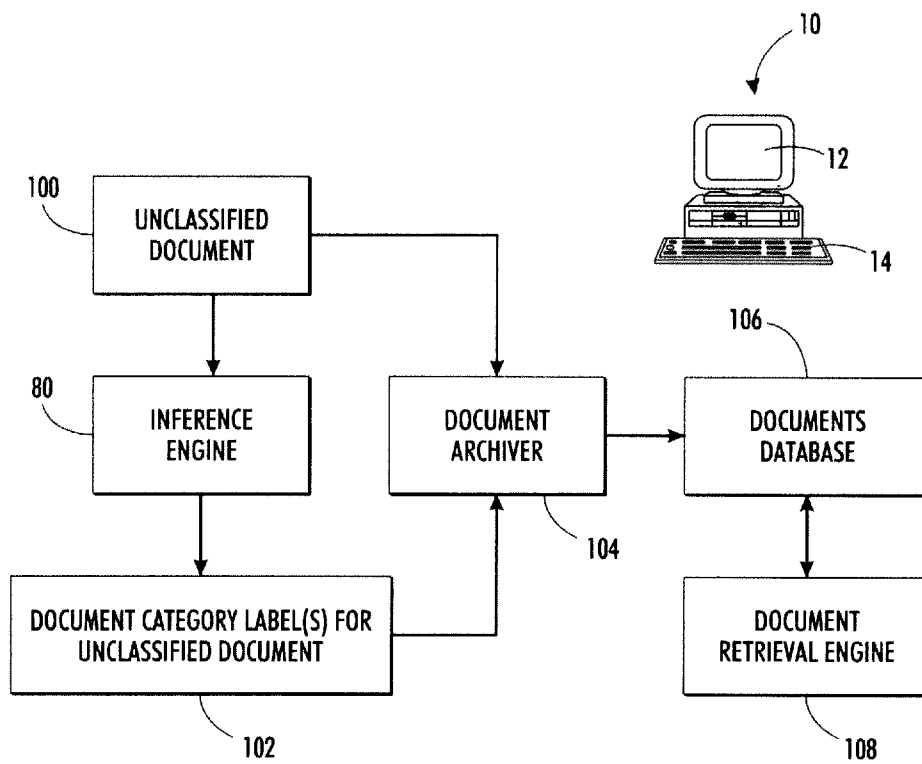 10
12
14
100
UNCLASSIFIED
DOCUMENT
80
INFERENCE
ENGINE
DOCUMENT
ARCHIVER
104
106
DOCUMENTS
DATABASE
DOCUMENT CATEGORY LABEL(S) FOR
UNCLASSIFIED DOCUMENT
102
DOCUMENT
RETRIEVAL ENGINE
108